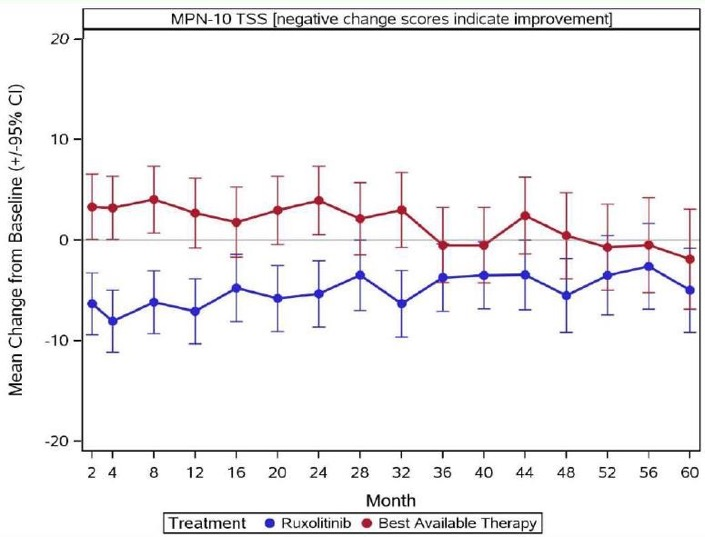 MPN-10 TSS [negative change scores indicate improvement]
Mean Change from Baseline (+/-95% CI)
20
10
0
-10
-20
2 4 8 12 16 20 24 28 32 36 40 44 48 52 56 60
Month
Treatment Ruxolitinib Best Available Therapy